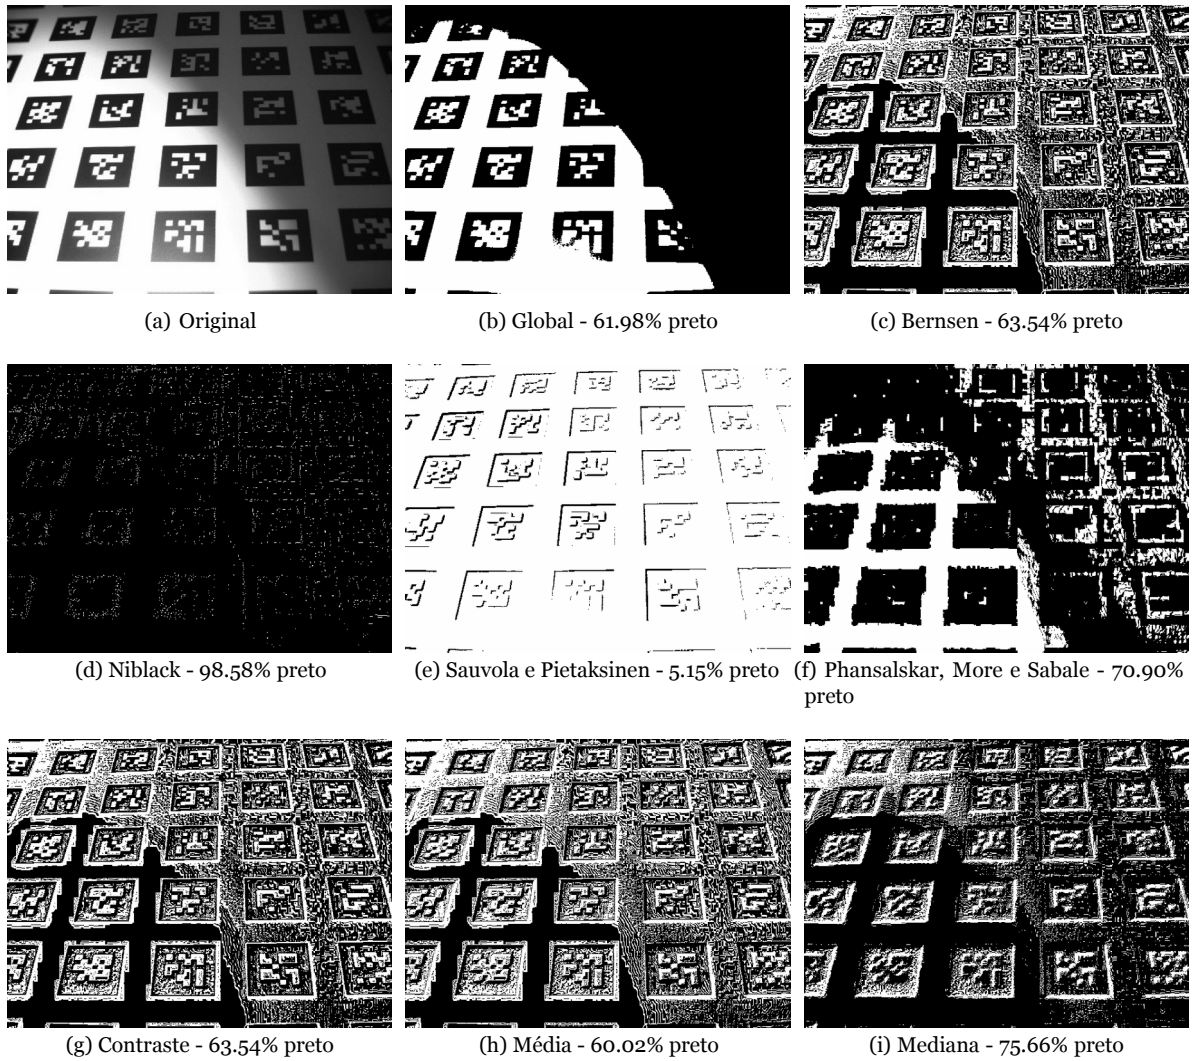 (a) Original
(b) Global - 61.98% preto
(c) Bernsen - 63.54% preto
(d) Niblack - 98.58% preto
(e) Sauvola e Pietaksinen - 5.15% preto
(f) Phansalskar, More e Sabale - 70.90%
preto
(g) Contraste - 63.54% preto
(h) Média - 60.02% preto
(i) Mediana - 75.66% preto